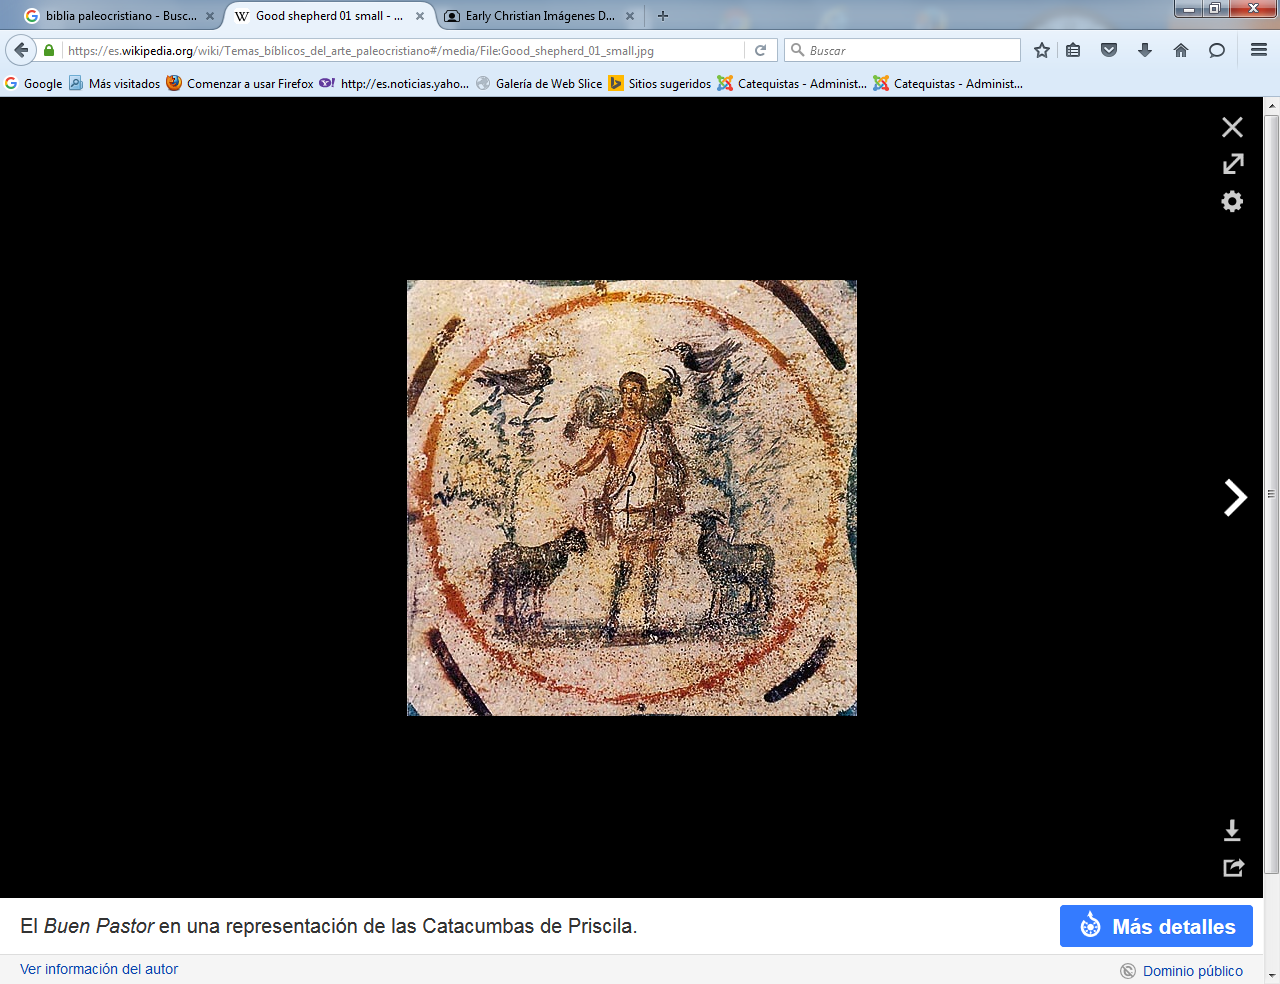 biblia paleocristiano - Busc...
Good shepherd 01 small - ...
Early Christian Imágenes D...
https://es.wikipedia.org/wiki/Temas_bíblicos_del_arte_paleocristiano#/media/File:Good_shepherd_01_small.jpg
Buscar
Google
Más visitados
Comenzar a usar Firefox
http://es.noticias.yaho...
Galería de Web Slice
Sitios sugeridos
Catequistas - Administ...
Catequistas - Administ...
El Buen Pastor en una representación de las Catacumbas de Priscila.
Más detalles
Ver información del autor
Dominio público